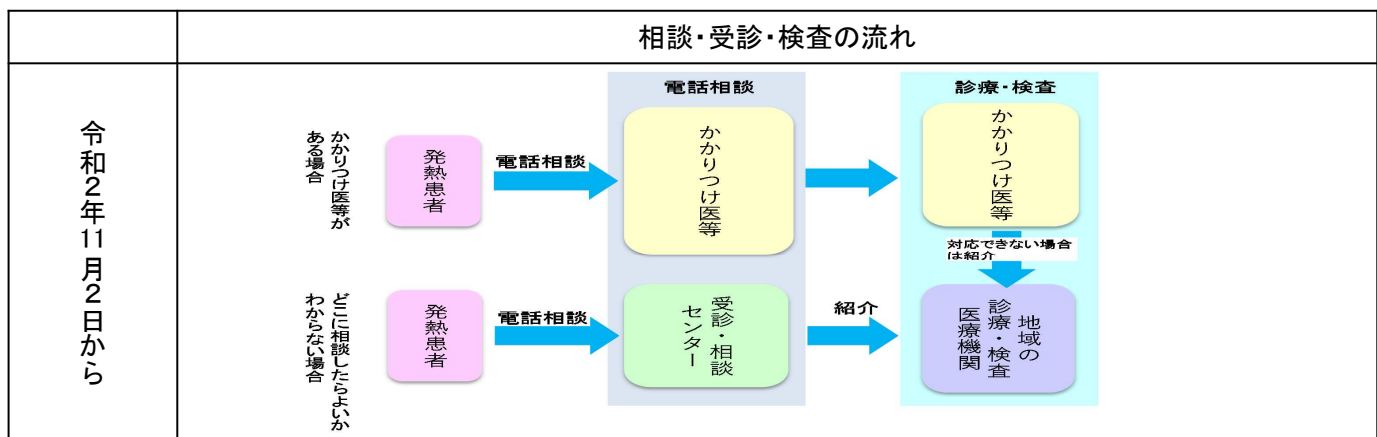 相談・受診・検査の流れ
令和2年11月2日から
かかりつけ医等が
ある場合
発熱患者
電話相談
電話相談
かかりつけ医等
診療・検査
かかりつけ医等
対応できない場合
は紹介
どこに相談したらよいか
わからない場合
発熱患者
電話相談
受診・相談
センター
紹介
地域の
診療・検査
医療機関